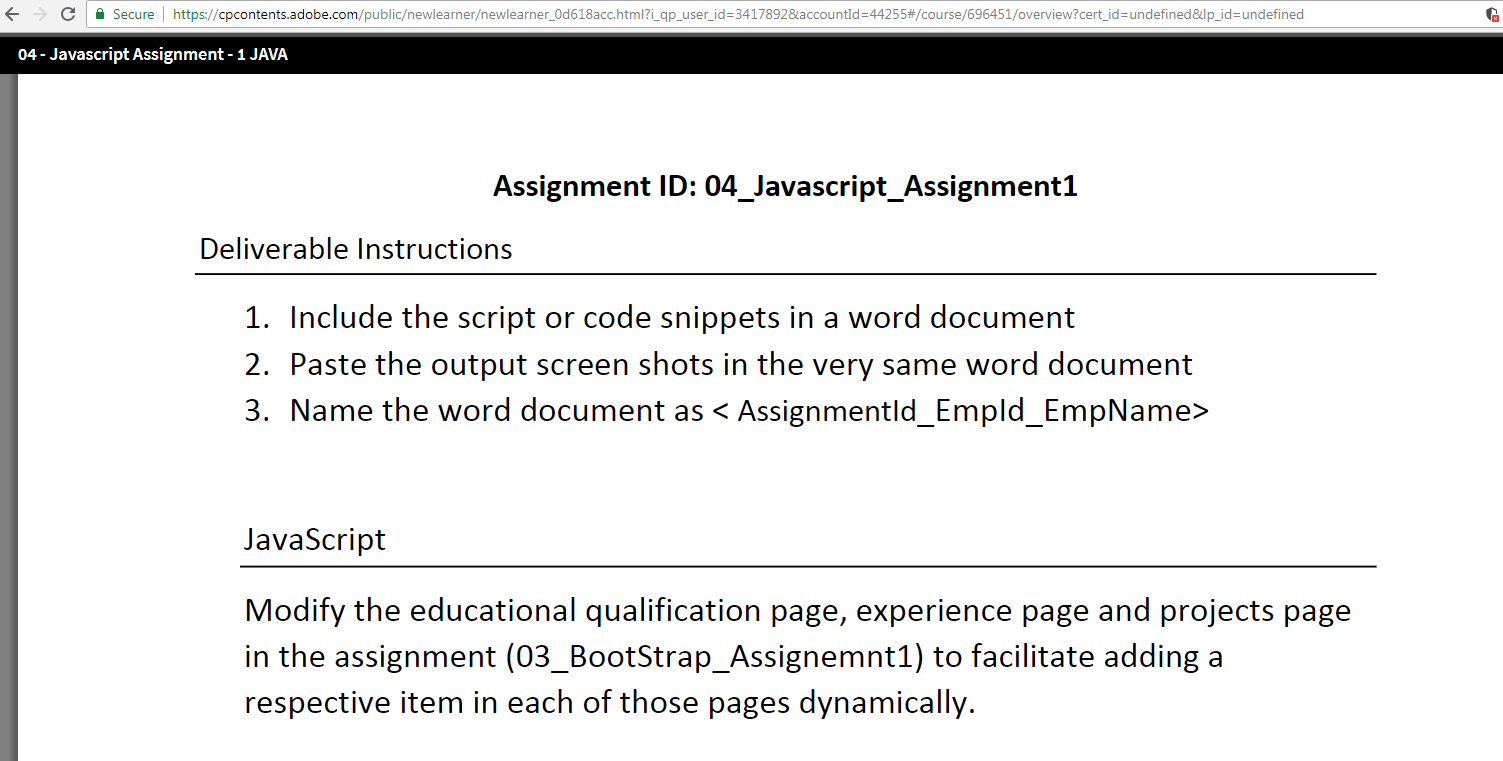 Secure https://cpcontents.adobe.com/public/newlearner/newlearner_0d618acc.html?i_qp_user_id=3417892&accountId=44255#/course/696451/overview?cert_id=undefined&lp_id=undefined
04 - Javascript Assignment - 1 JAVA
Assignment ID: 04_Javascript_Assignment1
Deliverable Instructions
1. Include the script or code snippets in a word document
2. Paste the output screen shots in the very same word document
3. Name the word document as < AssignmentId_EmpId_EmpName>
JavaScript
Modify the educational qualification page, experience page and projects page
in the assignment (03_BootStrap_Assignemnt1) to facilitate adding a
respective item in each of those pages dynamically.